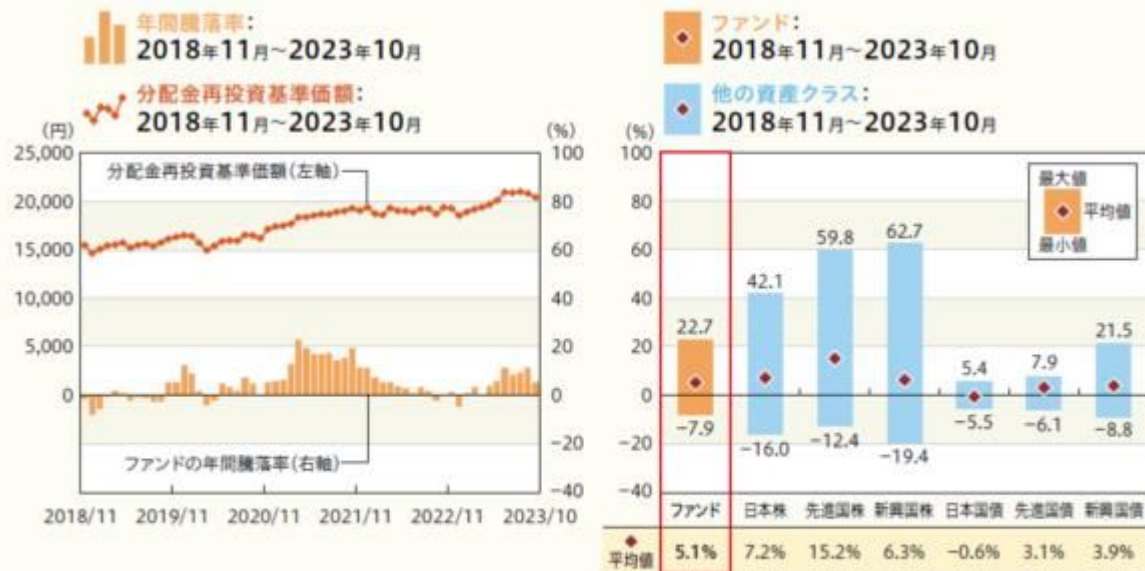 年間騰落率:
2018年11月～2023年10月
分配金再投資基準価額:
2018年11月～2023年10月
(円)
(%)
25,000
20,000
15,000
10,000
5,000
0
100
80
60
40
20
0
−20
−40
分配金再投資基準価額(左軸)
ファンドの年間騰落率(右軸)
2018/11 2019/11 2020/11 2021/11 2022/11 2023/10
ファンド:
2018年11月～2023年10月
他の資産クラス:
2018年11月～2023年10月
(%)
100
80
60
40
20
0
−20
−40
最大値
平均値
最小値
22.7 42.1 59.8 62.7 5.4 7.9 21.5
−7.9 −16.0 −12.4 −19.4 −5.5 −6.1 −8.8
ファンド 日本株 先進国株 新興国株 日本国債 先進国債 新興国債
平均値 5.1% 7.2% 15.2% 6.3% −0.6% 3.1% 3.9%